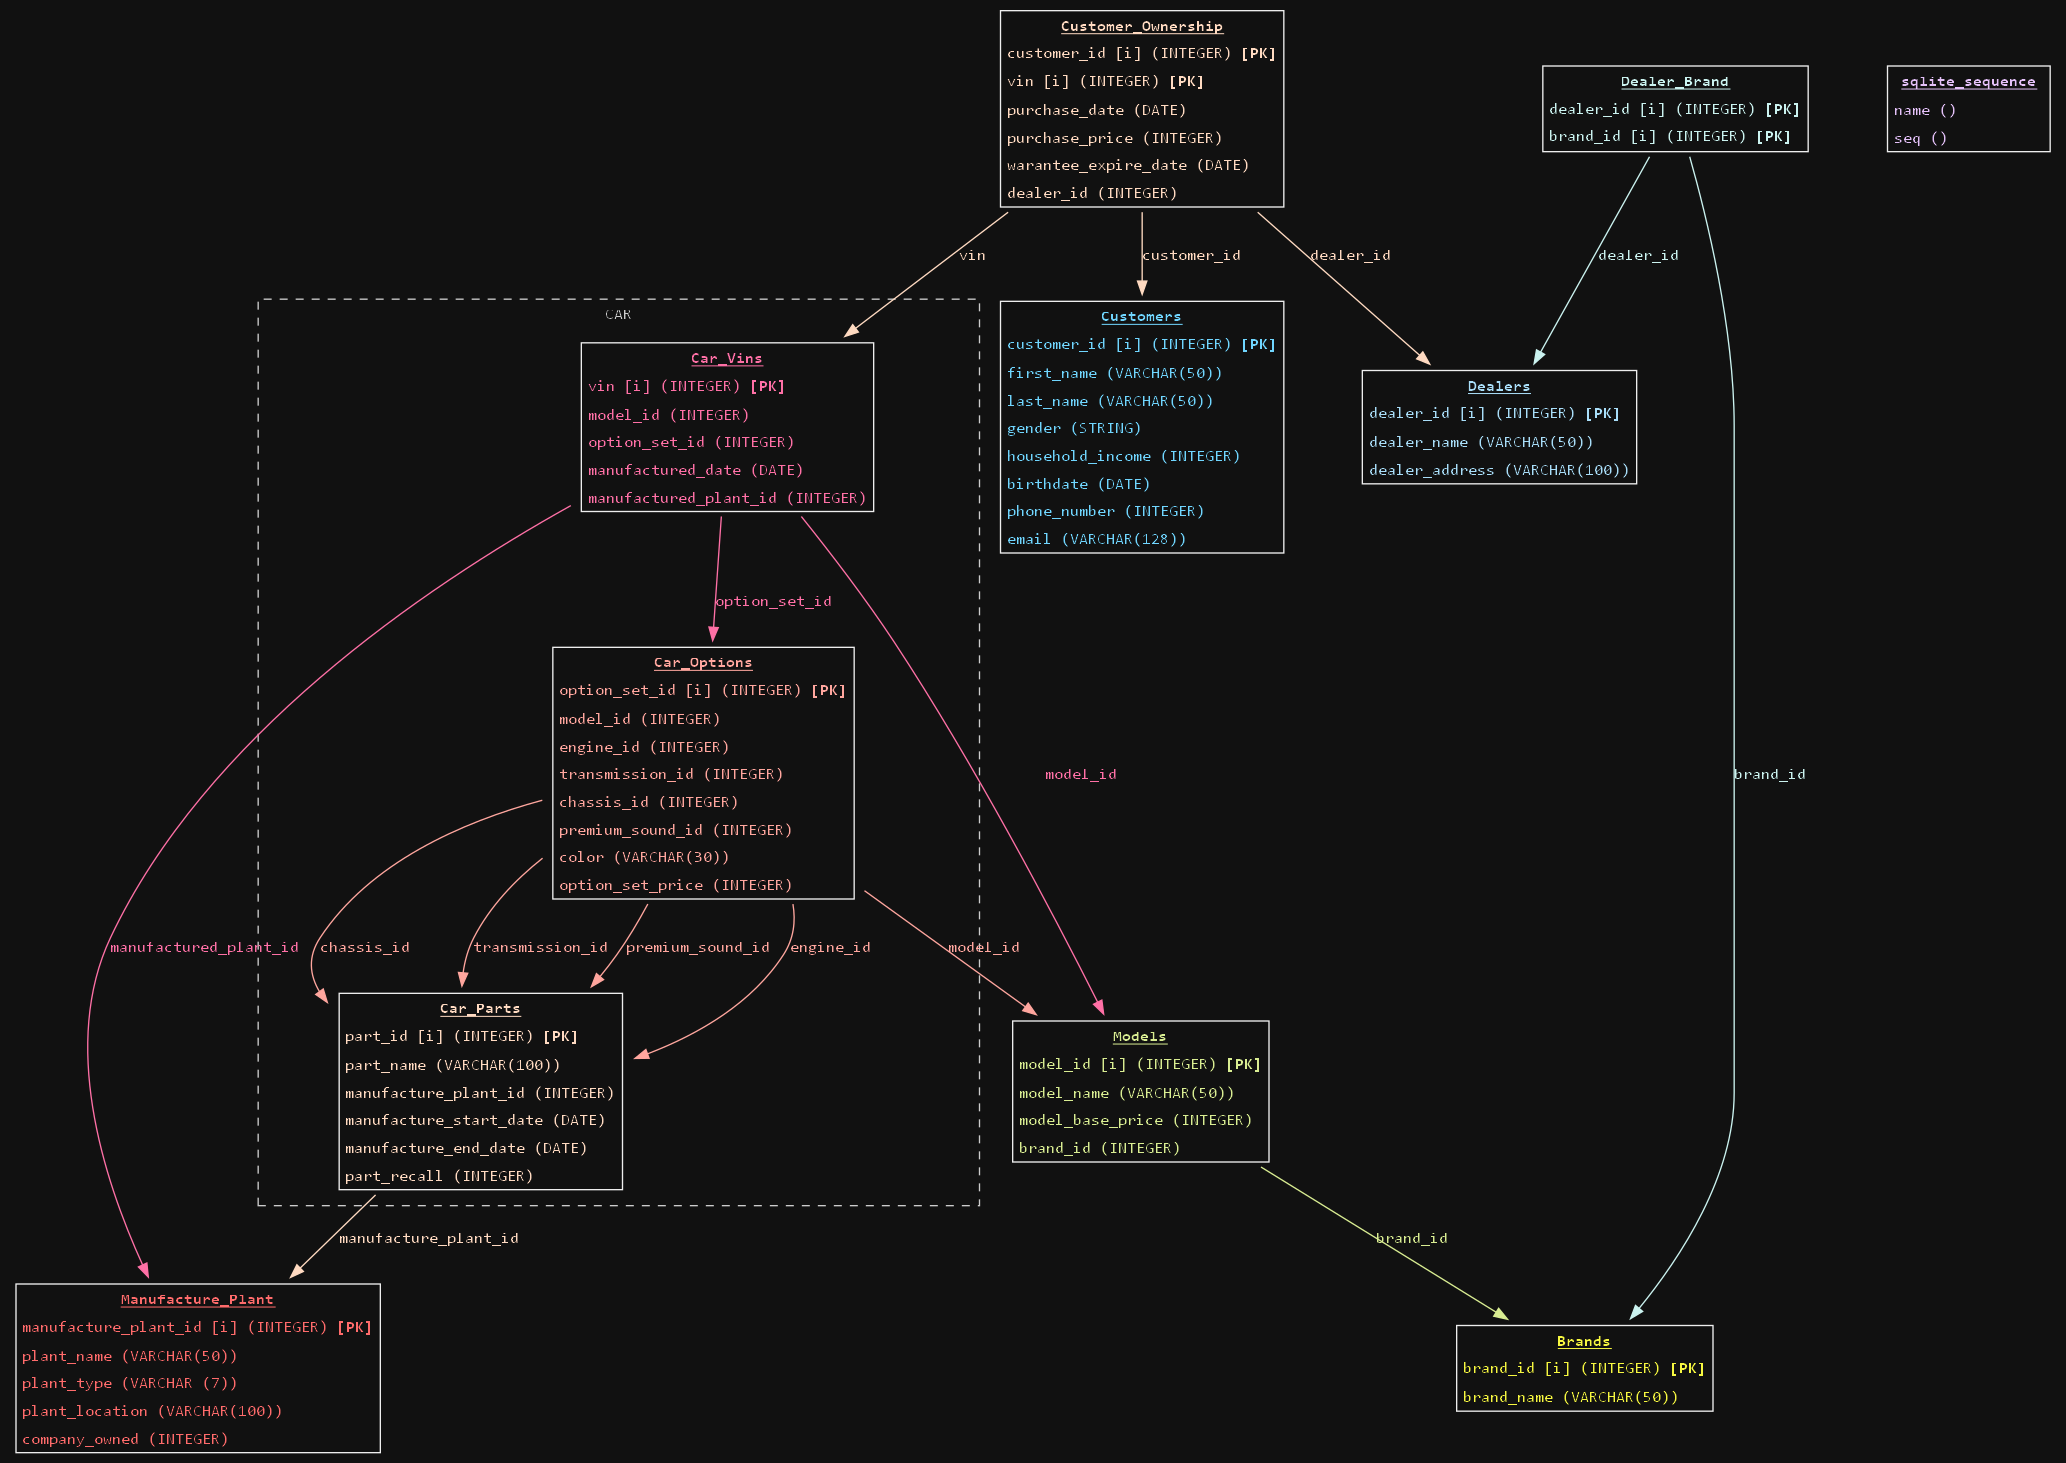 Customer_Ownership
customer_id [i] (INTEGER) [PK]
vin [i] (INTEGER) [PK]
purchase_date (DATE)
purchase_price (INTEGER)
warantee_expire_date (DATE)
dealer_id (INTEGER)
Dealer_Brand
dealer_id [i] (INTEGER) [PK]
brand_id [i] (INTEGER) [PK]
sqlite_sequence
name ()
seq ()
vin
customer_id
dealer_id
dealer_id
CAR
Car_Vins
vin [i] (INTEGER) [PK]
model_id (INTEGER)
option_set_id (INTEGER)
manufactured_date (DATE)
manufactured_plant_id (INTEGER)
Customers
customer_id [i] (INTEGER) [PK]
first_name (VARCHAR(50))
last_name (VARCHAR(50))
gender (STRING)
household_income (INTEGER)
birthdate (DATE)
phone_number (INTEGER)
email (VARCHAR(128))
Dealers
dealer_id [i] (INTEGER) [PK]
dealer_name (VARCHAR(50))
dealer_address (VARCHAR(100))
option_set_id
Car_Options
option_set_id [i] (INTEGER) [PK]
model_id (INTEGER)
engine_id (INTEGER)
transmission_id (INTEGER)
chassis_id (INTEGER)
premium_sound_id (INTEGER)
color (VARCHAR(30))
option_set_price (INTEGER)
model_id
brand_id
manufactured_plant_id
chassis_id
transmission_id
premium_sound_id
engine_id
model_id
Car_Parts
part_id [i] (INTEGER) [PK]
part_name (VARCHAR(100))
manufacture_plant_id (INTEGER)
manufacture_start_date (DATE)
manufacture_end_date (DATE)
part_recall (INTEGER)
Models
model_id [i] (INTEGER) [PK]
model_name (VARCHAR(50))
model_base_price (INTEGER)
brand_id (INTEGER)
manufacture_plant_id
brand_id
Manufacture_Plant
manufacture_plant_id [i] (INTEGER) [PK]
plant_name (VARCHAR(50))
plant_type (VARCHAR (7))
plant_location (VARCHAR(100))
company_owned (INTEGER)
Brands
brand_id [i] (INTEGER) [PK]
brand_name (VARCHAR(50))